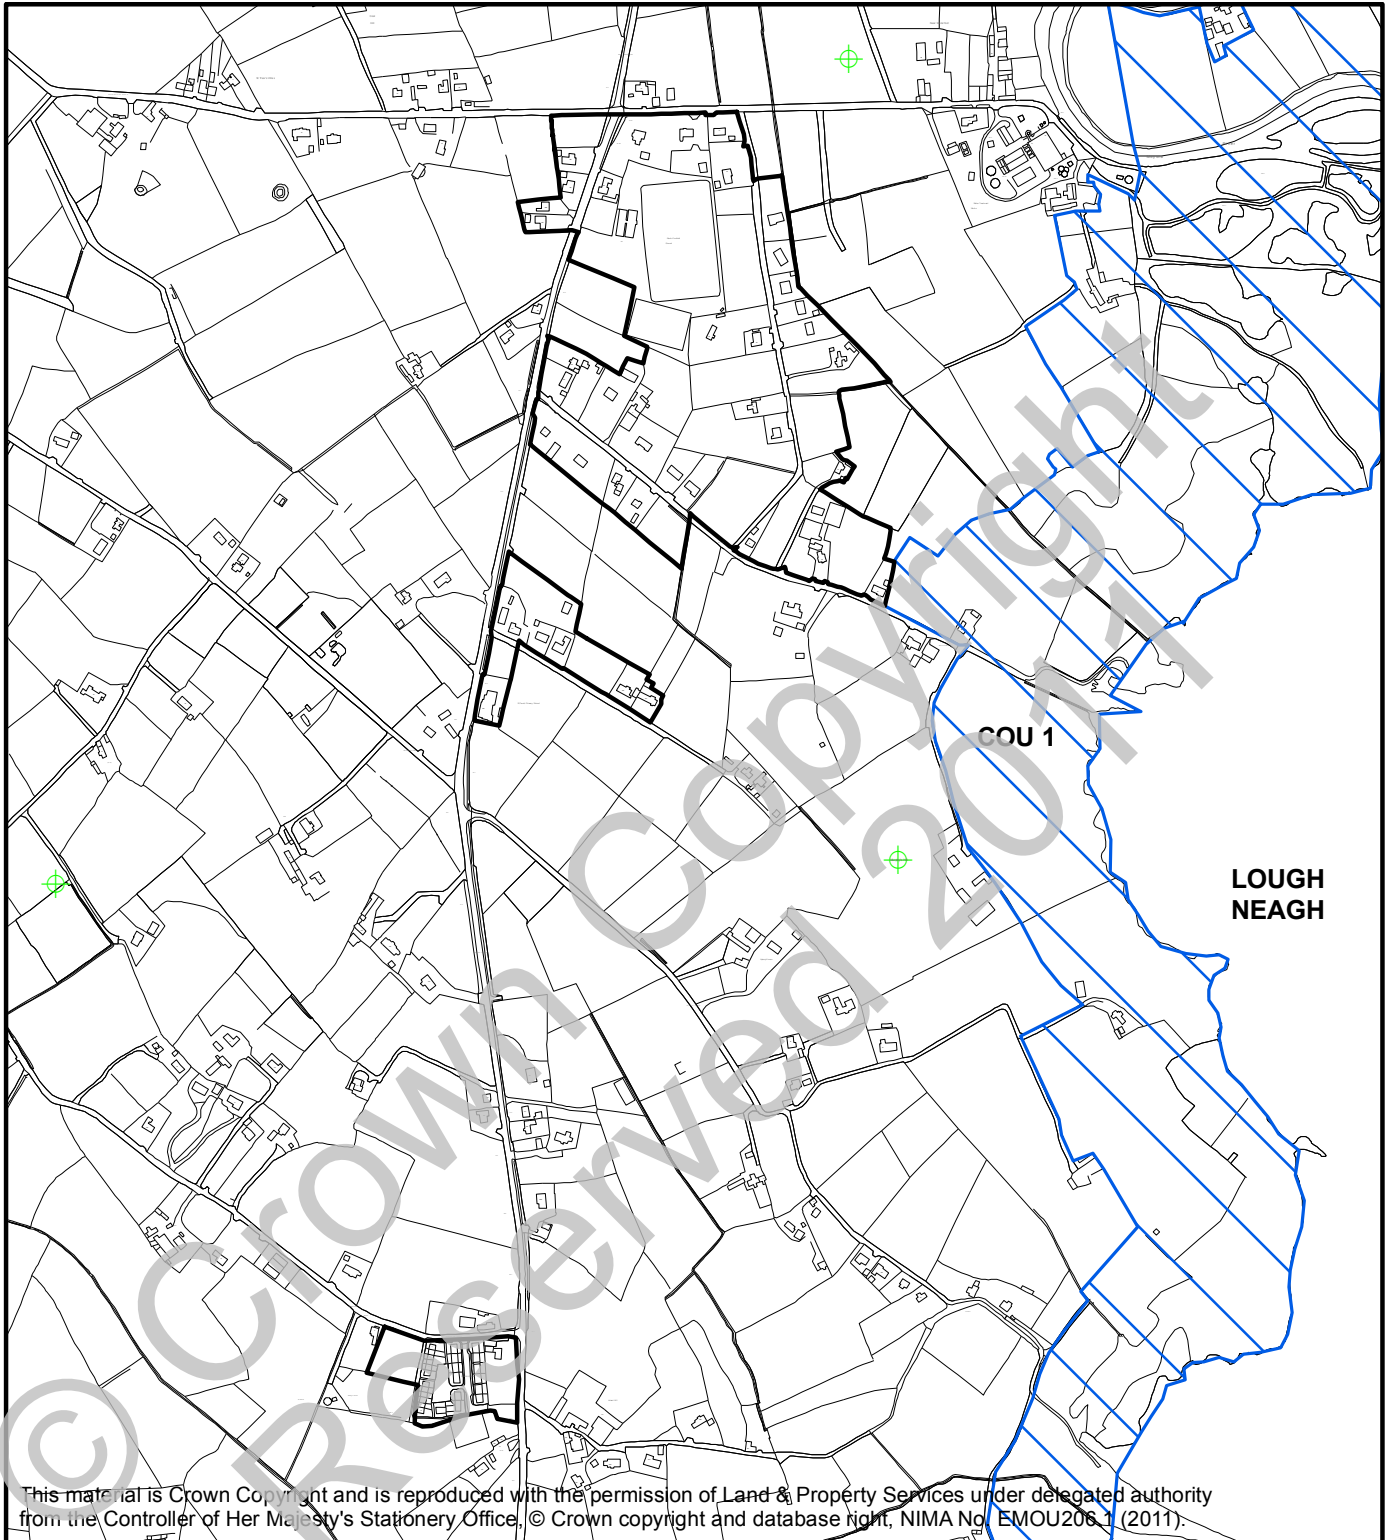 COU 1
LOUGH
NEAGH
© Crown Copyright
Reserved 2011
This material is Crown Copyright and is reproduced with the permission of Land & Property Services under delegated authority
from the Controller of Her Majesty's Stationery Office, © Crown copyright and database right, NIMA No. EMOU206.1 (2011).